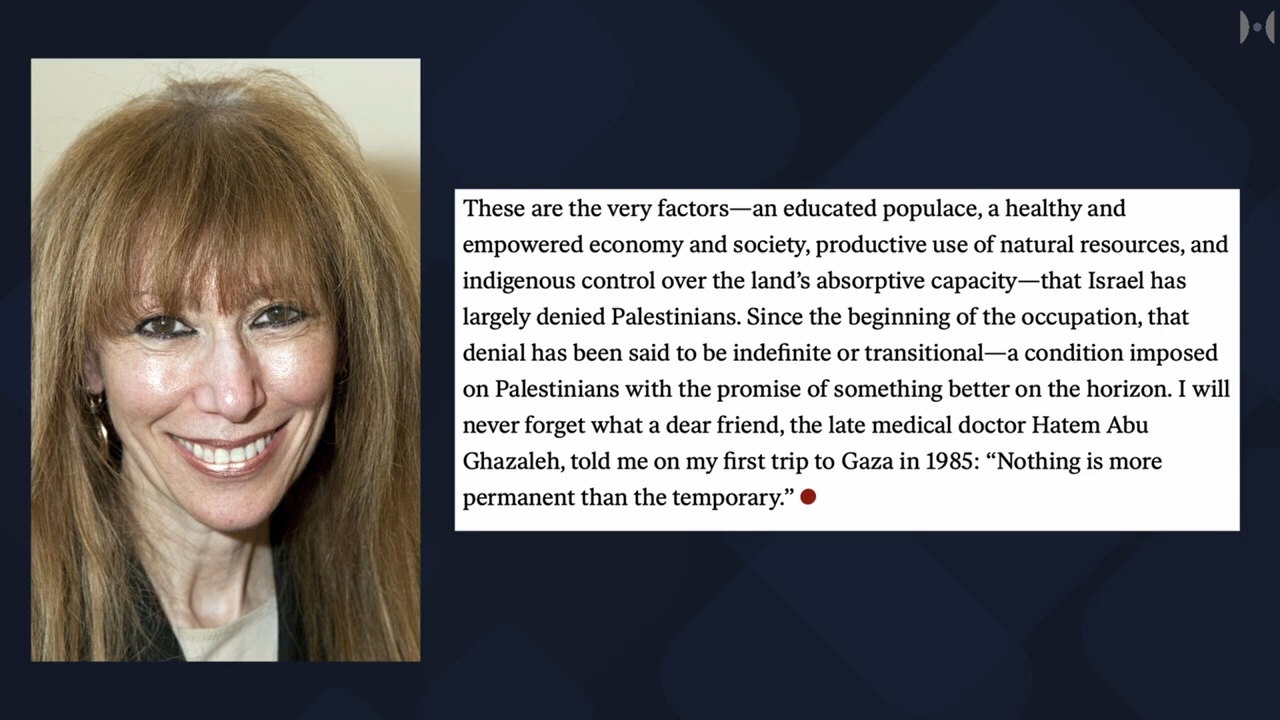 These are the very factors—an educated populace, a healthy and
empowered economy and society, productive use of natural resources, and
indigenous control over the land’s absorptive capacity—that Israel has
largely denied Palestinians. Since the beginning of the occupation, that
denial has been said to be indefinite or transitional—a condition imposed
on Palestinians with the promise of something better on the horizon. I will
never forget what a dear friend, the late medical doctor Hatem Abu
Ghazaleh, told me on my first trip to Gaza in 1985: “Nothing is more
permanent than the temporary.”